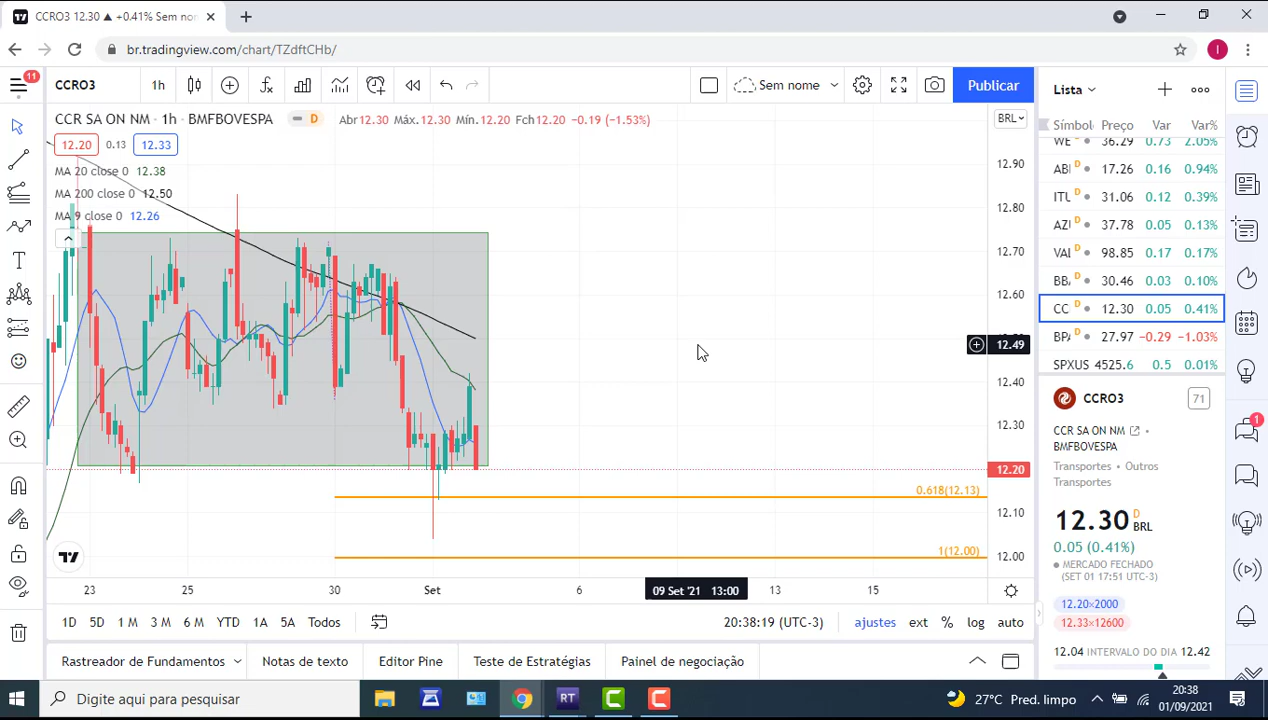 CCRO3 12.30 ▲ +0.41% Sem nom
br.tradingview.com/chart/TZdftCHb/
11
CCRO3 1h
Sem nome
Publicar
Lista
CCR SA ON NM · 1h · BMFBOVESPA
D
Abr12.30 Máx.12.30 Mín.12.20 Fch12.20 −0.19 (−1.53%)
12.20 0.13 12.33
MA 20 close 0 12.38
MA 200 close 0 12.50
MA 9 close 0 12.26
BRL
12.90
12.80
12.70
12.60
12.49
12.40
12.30
12.20
12.10
12.00
0.618(12.13)
1(12.00)
23 25 30 Set 6 09 Set '21 13:00 13 15
1D 5D 1 M 3 M 6 M YTD 1A 5A Todos
20:38:19 (UTC-3) ajustes ext % log auto
Rastreador de Fundamentos Notas de texto Editor Pine Teste de Estratégias Painel de negociação
Símbol Preço Var Var%
WE 36.29 0.73 2.05%
ABI D 17.26 0.16 0.94%
ITU D 31.06 0.12 0.39%
AZI D 37.78 0.05 0.13%
VAI D 98.85 0.17 0.17%
BB D 30.46 0.03 0.10%
CC D 12.30 0.05 0.41%
BP D 27.97 −0.29 −1.03%
SPXUS 4525.6 0.5 0.01%
CCRO3 71
CCR SA ON NM
BMFBOVESPA
Transportes • Outros
Transportes
12.30 D BRL
0.05 (0.41%)
MERCADO FECHADO
(SET 01 17:51 UTC-3)
12.20×2000
12.33×12600
12.04 INTERVALO DO DIA 12.42
1
I
Digite aqui para pesquisar
RT
27°C Pred. limpo
20:38
01/09/2021